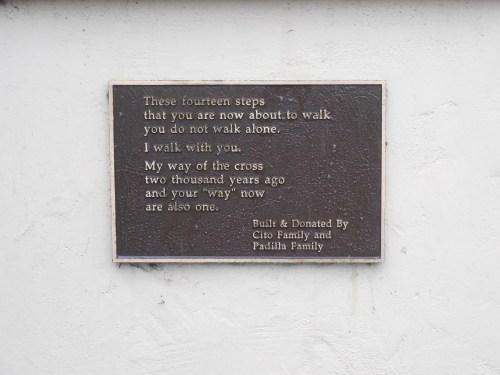 These fourteen steps
that you are now about to walk
you do not walk alone.
I walk with you.
My way of the cross
two thousand years ago
and your "way" now
are also one.
Built & Donated By
Cito Family and
Padilla Family